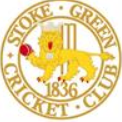 STOKE GREEN
CRICKET CLUB
1836